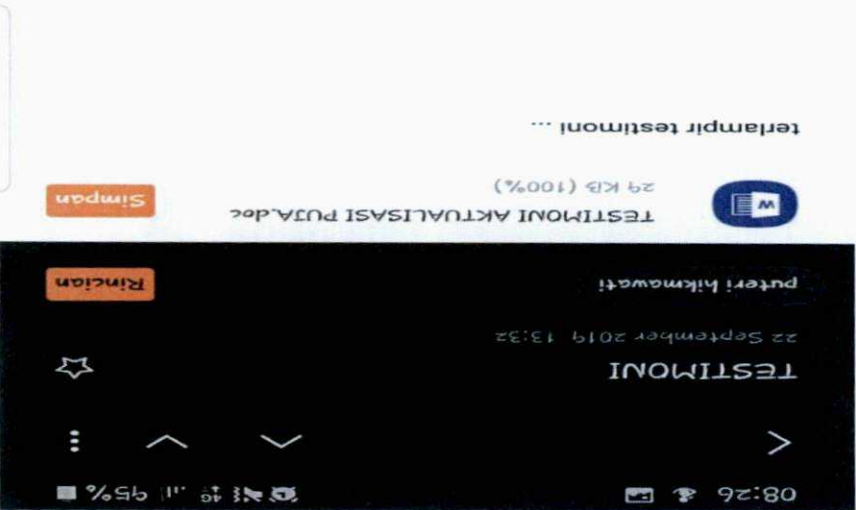 08:26 4G 95%
TESTIMONI
22 September 2019 13:32
puteri hikmawati Rincian
TESTIMONI AKTUALISASI PUJA.doc
29 KB (100%) Simpan
terlampir testimoni ...